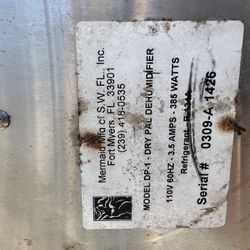 Mermaid Mfg of S.W. FL, Inc.
Fort Myers, FL 33901
(239) 418-0535
MODEL DP-1 - DRY PAL DEHUMIDIFIER
110V 60HZ - 3.5 AMPS - 385 WATTS
Refrigerant
Serial # 0309-A 1426